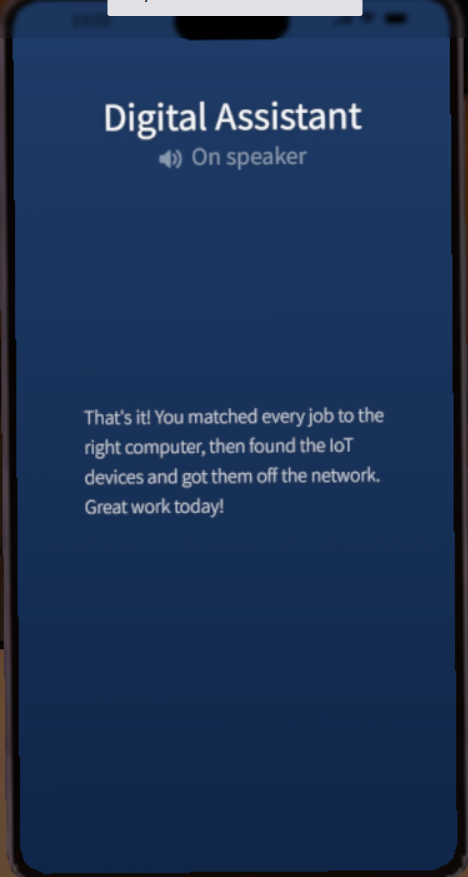 Digital Assistant
On speaker
That's it! You matched every job to the
right computer, then found the IoT
devices and got them off the network.
Great work today!